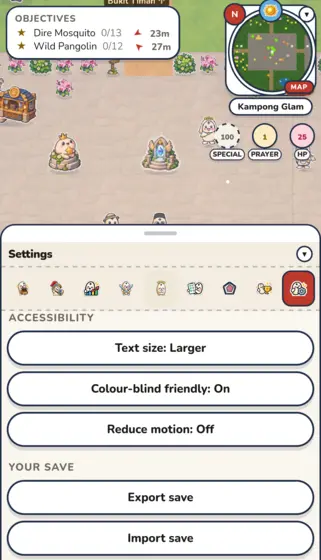 Bukit Timah
OBJECTIVES
★ Dire Mosquito 0/13 23m
★ Wild Pangolin 0/12 27m
N
MAP
Kampong Glam
100
1
25
SPECIAL
PRAYER
HP
Settings
ACCESSIBILITY
Text size: Larger
Colour-blind friendly: On
Reduce motion: Off
YOUR SAVE
Export save
Import save